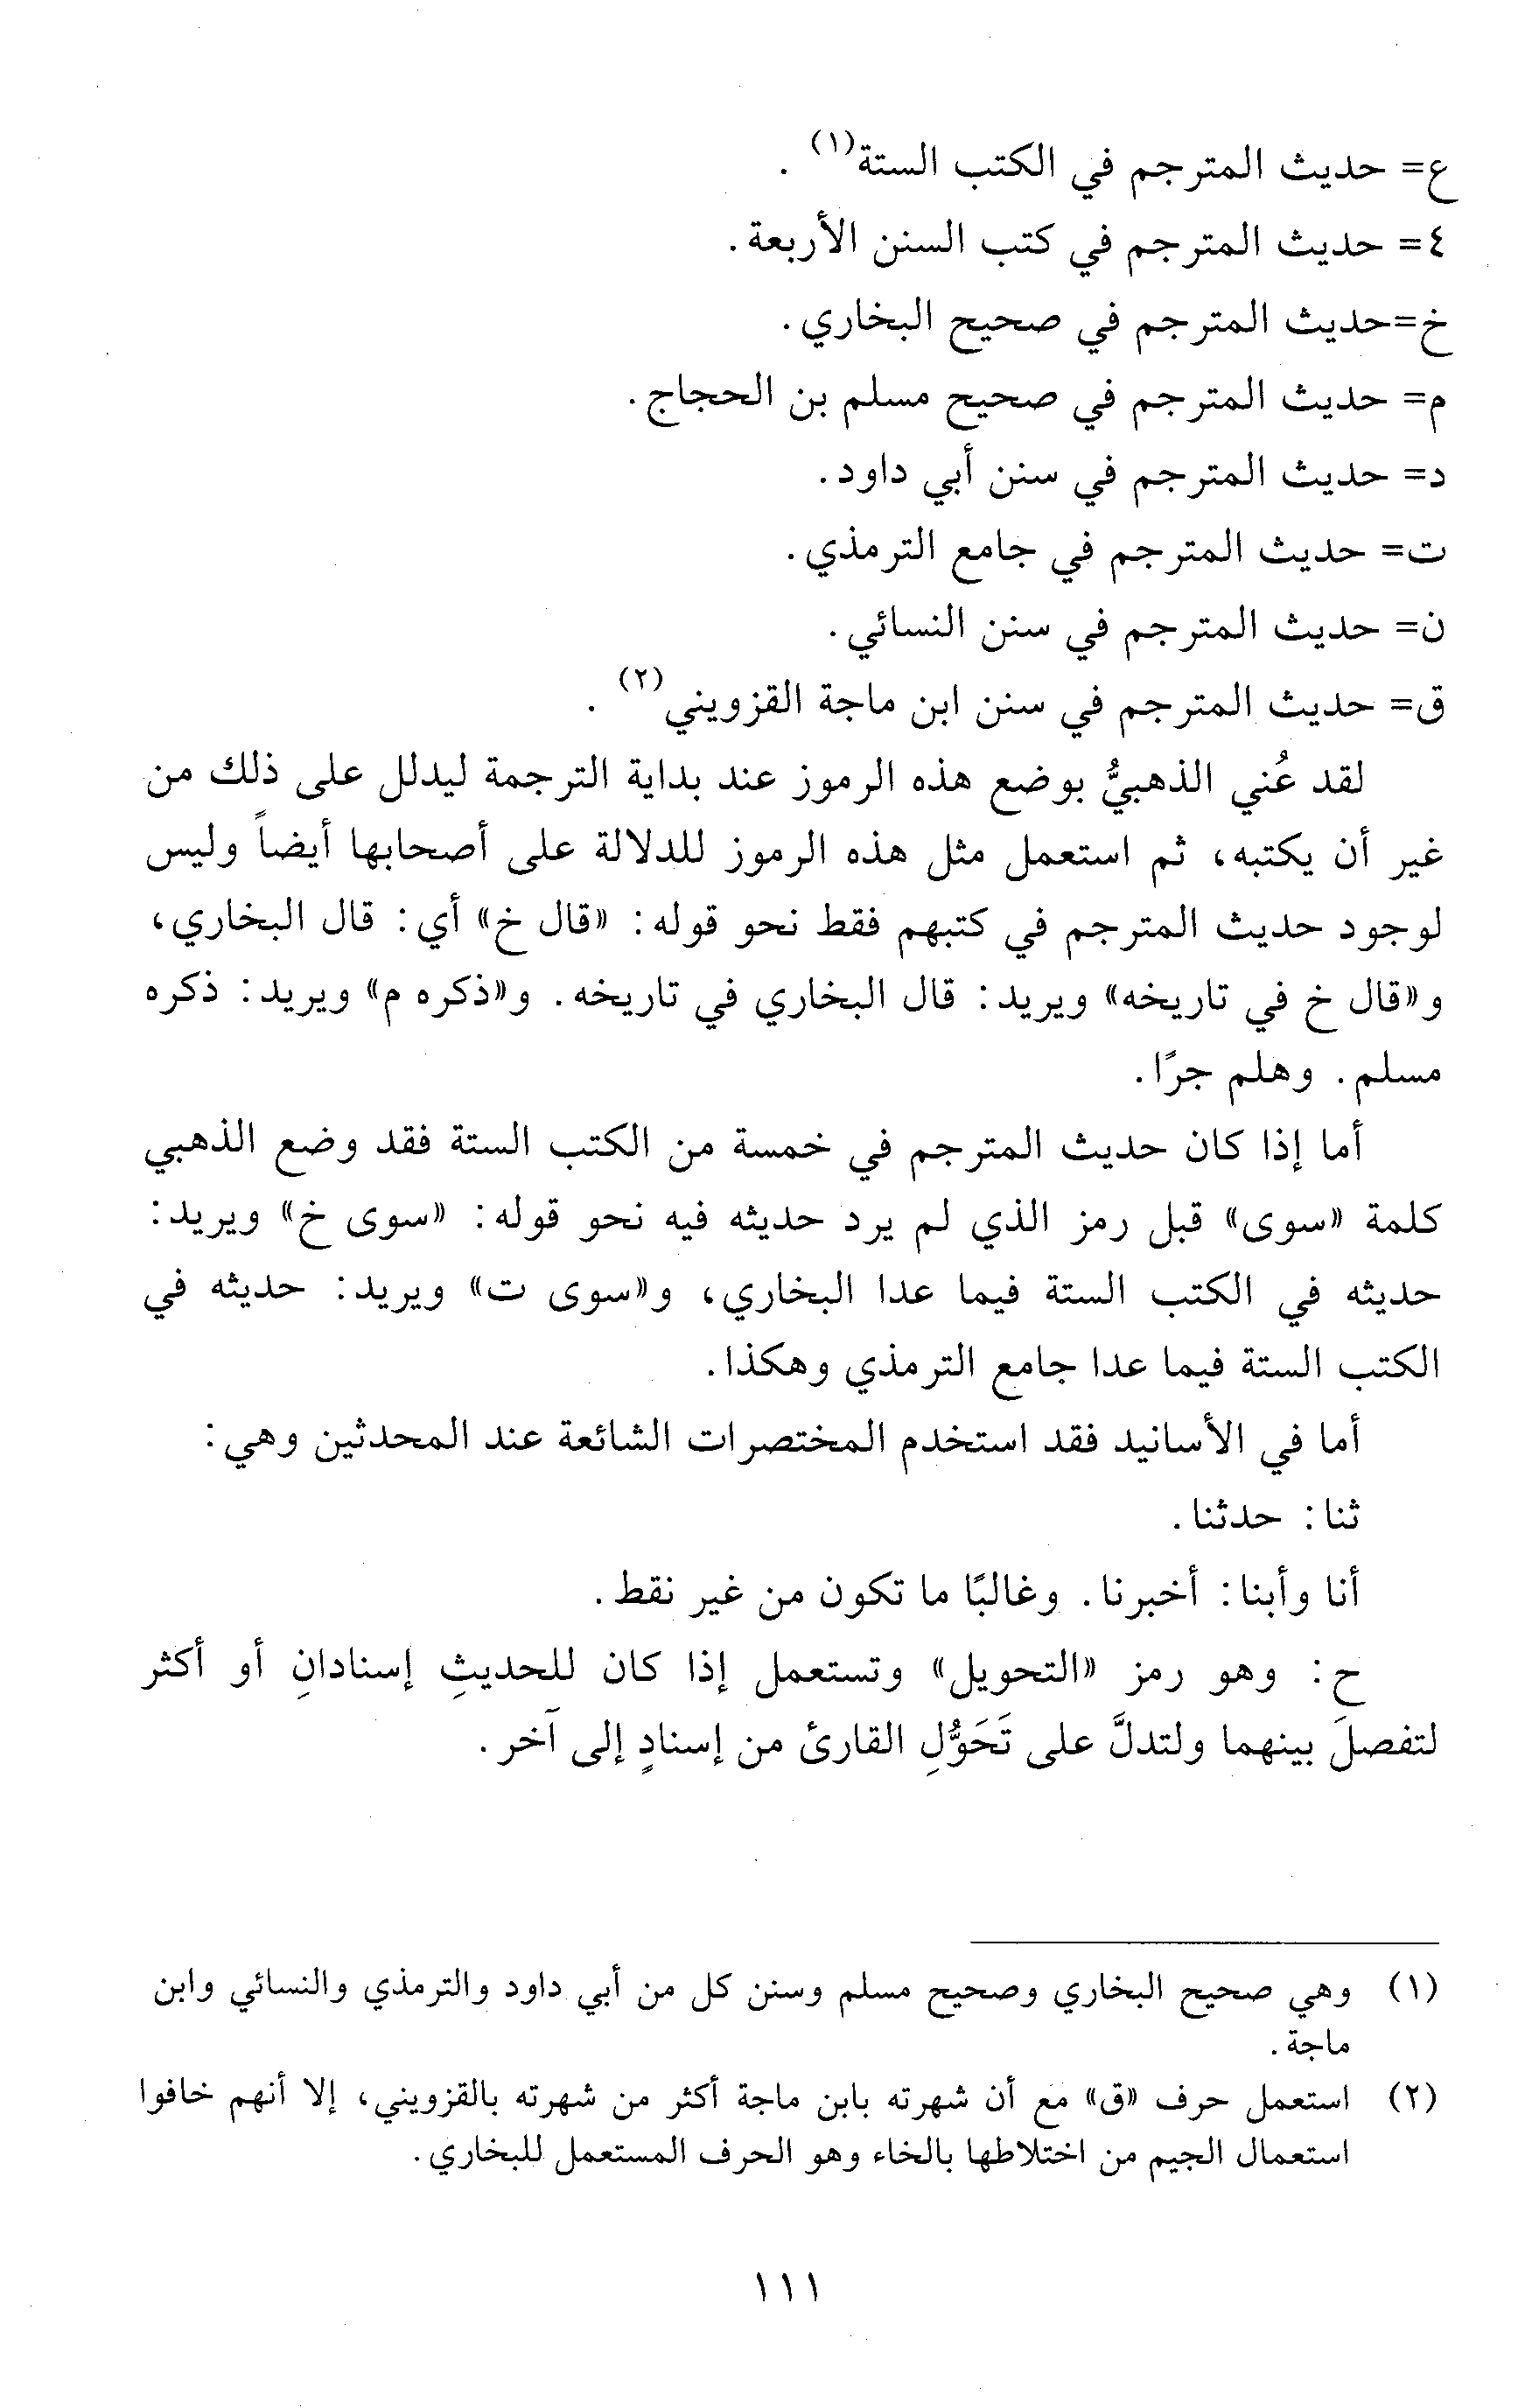 ع= حديث المترجم في الكتب الستة(١) .
٤= حديث المترجم في كتب السنن الأربعة.
خ=حديث المترجم في صحيح البخاري.
م= حديث المترجم في صحيح مسلم بن الحجاج.
د= حديث المترجم في سنن أبي داود.
ت= حديث المترجم في جامع الترمذي.
ن= حديث المترجم في سنن النسائي.
ق= حديث المترجم في سنن ابن ماجة القزويني(٢) .
لقد عُني الذهبيُّ بوضع هذه الرموز عند بداية الترجمة ليدلل على ذلك من
غير أن يكتبه، ثم استعمل مثل هذه الرموز للدلالة على أصحابها أيضاً وليس
لوجود حديث المترجم في كتبهم فقط نحو قوله: «قال خ» أي: قال البخاري،
و«قال خ في تاريخه» ويريد: قال البخاري في تاريخه. و«ذكره م» ويريد: ذكره
مسلم. وهلم جرًا.
أما إذا كان حديث المترجم في خمسة من الكتب الستة فقد وضع الذهبي
كلمة «سوى» قبل رمز الذي لم يرد حديثه فيه نحو قوله: «سوى خ» ويريد:
حديثه في الكتب الستة فيما عدا البخاري، و«سوى ت» ويريد: حديثه في
الكتب الستة فيما عدا جامع الترمذي وهكذا.
أما في الأسانيد فقد استخدم المختصرات الشائعة عند المحدثين وهي:
ثنا: حدثنا.
أنا وأبنا: أخبرنا. وغالبًا ما تكون من غير نقط.
ح: وهو رمز «التحويل» وتستعمل إذا كان للحديثِ إسنادانِ أو أكثر
لتفصلَ بينهما ولتدلَّ على تَحَوُّلِ القارئ من إسنادٍ إلى آخر.
(١) وهي صحيح البخاري وصحيح مسلم وسنن كل من أبي داود والترمذي والنسائي وابن
ماجة.
(٢) استعمل حرف «ق» مع أن شهرته بابن ماجة أكثر من شهرته بالقزويني، إلا أنهم خافوا
استعمال الجيم من اختلاطها بالخاء وهو الحرف المستعمل للبخاري.
١١١